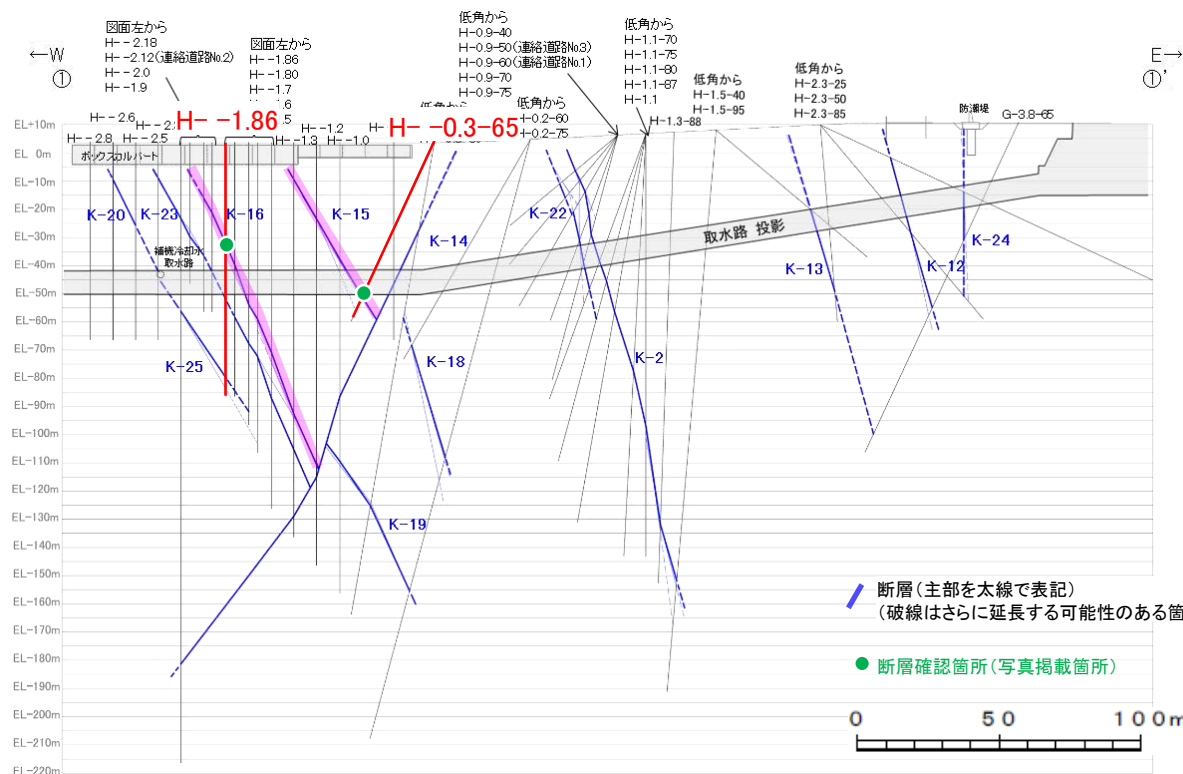 図面左から
H- -2.18
H- -2.12(連絡道路No.2)
H- -2.0
H- -1.9
図面左から
H- -1.86
H- -1.80
H- -1.7
低角から
H-0.9-40
H-0.9-50(連絡道路No.3)
H-0.9-60(連絡道路No.1)
H-0.9-70
H-0.9-75
低角から
H-1.1-70
H-1.1-75
H-1.1-80
H-1.1-87
H-1.1
低角から
H-1.5-40
H-1.5-95
低角から
H-2.3-25
H-2.3-50
H-2.3-85
←W
①
E→
①'
低角から
-0.2-60
-0.2-75
H-1.3-88
防潮堤
G-3.8-65
H- -2.6
H- -2.8
H- -2.5
H- -1.86
H- -1.2
H- -1.3
H- -1.0
H- -0.3-65
ボックスカルバート
EL+10m
EL 0m
EL-10m
EL-20m
EL-30m
EL-40m
EL-50m
EL-60m
EL-70m
EL-80m
EL-90m
EL-100m
EL-110m
EL-120m
EL-130m
EL-140m
EL-150m
EL-160m
EL-170m
EL-180m
EL-190m
EL-200m
EL-210m
EL-220m
K-20
K-23
K-16
K-15
K-14
K-22
K-24
K-13
K-12
K-25
K-18
K-2
K-19
補機冷却水
取水路
取水路 投影
断層(主部を太線で表記)
(破線はさらに延長する可能性のある箇
断層確認箇所(写真掲載箇所)
0 50 100m